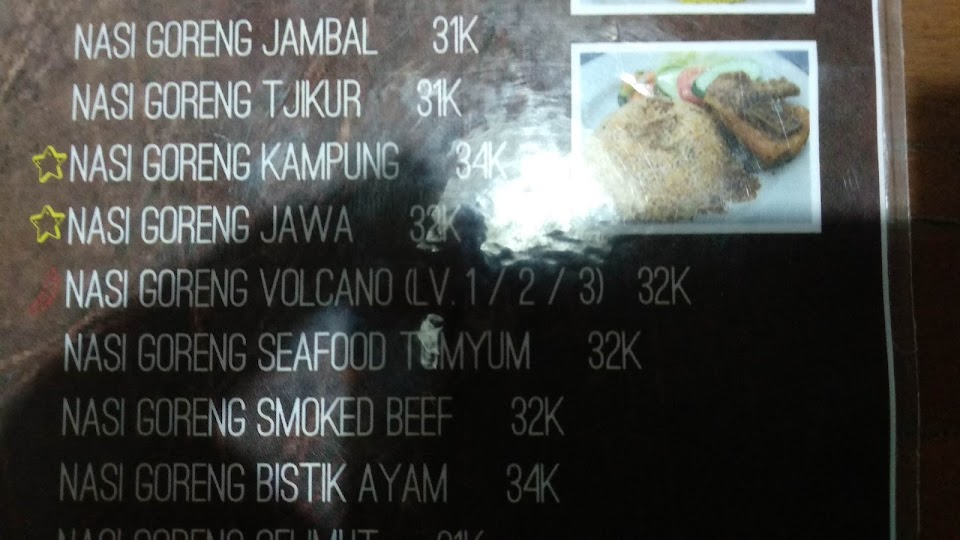 NASI GORENG JAMBAL 31K
NASI GORENG TJIKUR 31K
NASI GORENG KAMPUNG 34K
NASI GORENG JAWA 32K
NASI GORENG VOLCANO (LV. 1 / 2 / 3) 32K
NASI GORENG SEAFOOD TOMYUM 32K
NASI GORENG SMOKED BEEF 32K
NASI GORENG BISTIK AYAM 34K
NASI GORENG